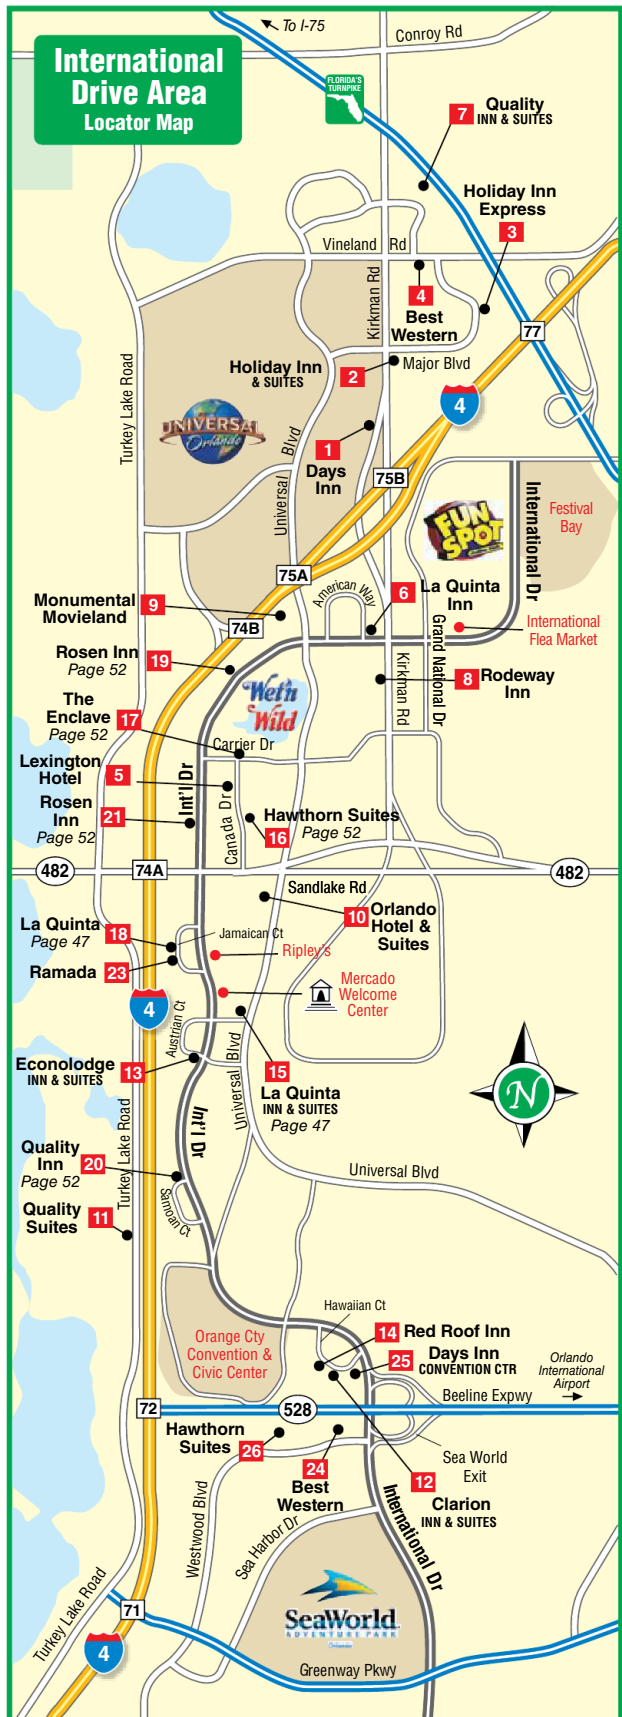 To I-75
Conroy Rd
International
Drive Area
Locator Map
FLORIDA'S
TURNPIKE
7
Quality
INN & SUITES
Holiday Inn
Express
3
Vineland Rd
4
Best
Western
Kirkman Rd
77
Holiday Inn
& SUITES
2
Major Blvd
Turkey Lake Road
4
UNIVERSAL
Orlando
Universal Blvd
1
Days
Inn
75B
FUN
SPOT
International Dr
Festival
Bay
75A
American Way
6
La Quinta
Inn
Monumental
Movieland
9
74B
International
Flea Market
Grand National Dr
Rosen Inn
Page 52
19
Kirkman Rd
8
Rodeway
Inn
Wet'n
Wild
The
Enclave
Page 52
17
Carrier Dr
Lexington
Hotel
5
Int'l Dr
Canada Dr
Rosen
Inn
Page 52
21
Hawthorn Suites
16
Page 52
482
74A
482
Sandlake Rd
10
Orlando
Hotel &
Suites
La Quinta
Page 47
18
Jamaican Ct
Ripley's
Ramada
23
Mercado
Welcome
Center
4
Austrian Ct
Universal Blvd
Econolodge
INN & SUITES
13
15
La Quinta
INN & SUITES
Page 47
N
Turkey Lake Road
Int'l Dr
Quality
Inn
Page 52
20
Universal Blvd
Samoan Ct
Quality
Suites
11
Hawaiian Ct
Orange Cty
Convention &
Civic Center
14
Red Roof Inn
25
Days Inn
CONVENTION CTR
Orlando
International
Airport
Beeline Expwy
72
528
Hawthorn
Suites
26
24
Best
Western
Sea World
Exit
12
Clarion
INN & SUITES
Westwood Blvd
Sea Harbor Dr
International Dr
SeaWorld
ADVENTURE PARK
Orlando
Turkey Lake Road
71
4
Greenway Pkwy